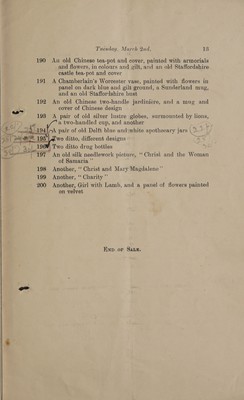 Tuesday, March 2nd. 15
190 An old Chinese tea-pot and cover, painted with armorials
and flowers, in colours and gilt, and an old Staffordshire
castle tea-pot and cover
191 A Chamberlain's Worcester vase, painted with flowers in
panel on dark blue and gilt ground, a Sunderland mug,
and an old Staffordshire bust
192 An old Chinese two-handle jardinière, and a mug and
cover of Chinese design
193 A pair of old silver lustre globes, surmounted by lions,
a two-handled cup, and another
194 A pair of old Delft blue and white apothecary jars
195 Two ditto, different designs
196 Two ditto drug bottles
197 An old silk needlework picture, "Christ and the Woman
of Samaria"
198 Another, "Christ and Mary Magdalene"
199 Another, "Charity"
200 Another, Girl with Lamb, and a panel of flowers painted
on velvet
END OF SALE.